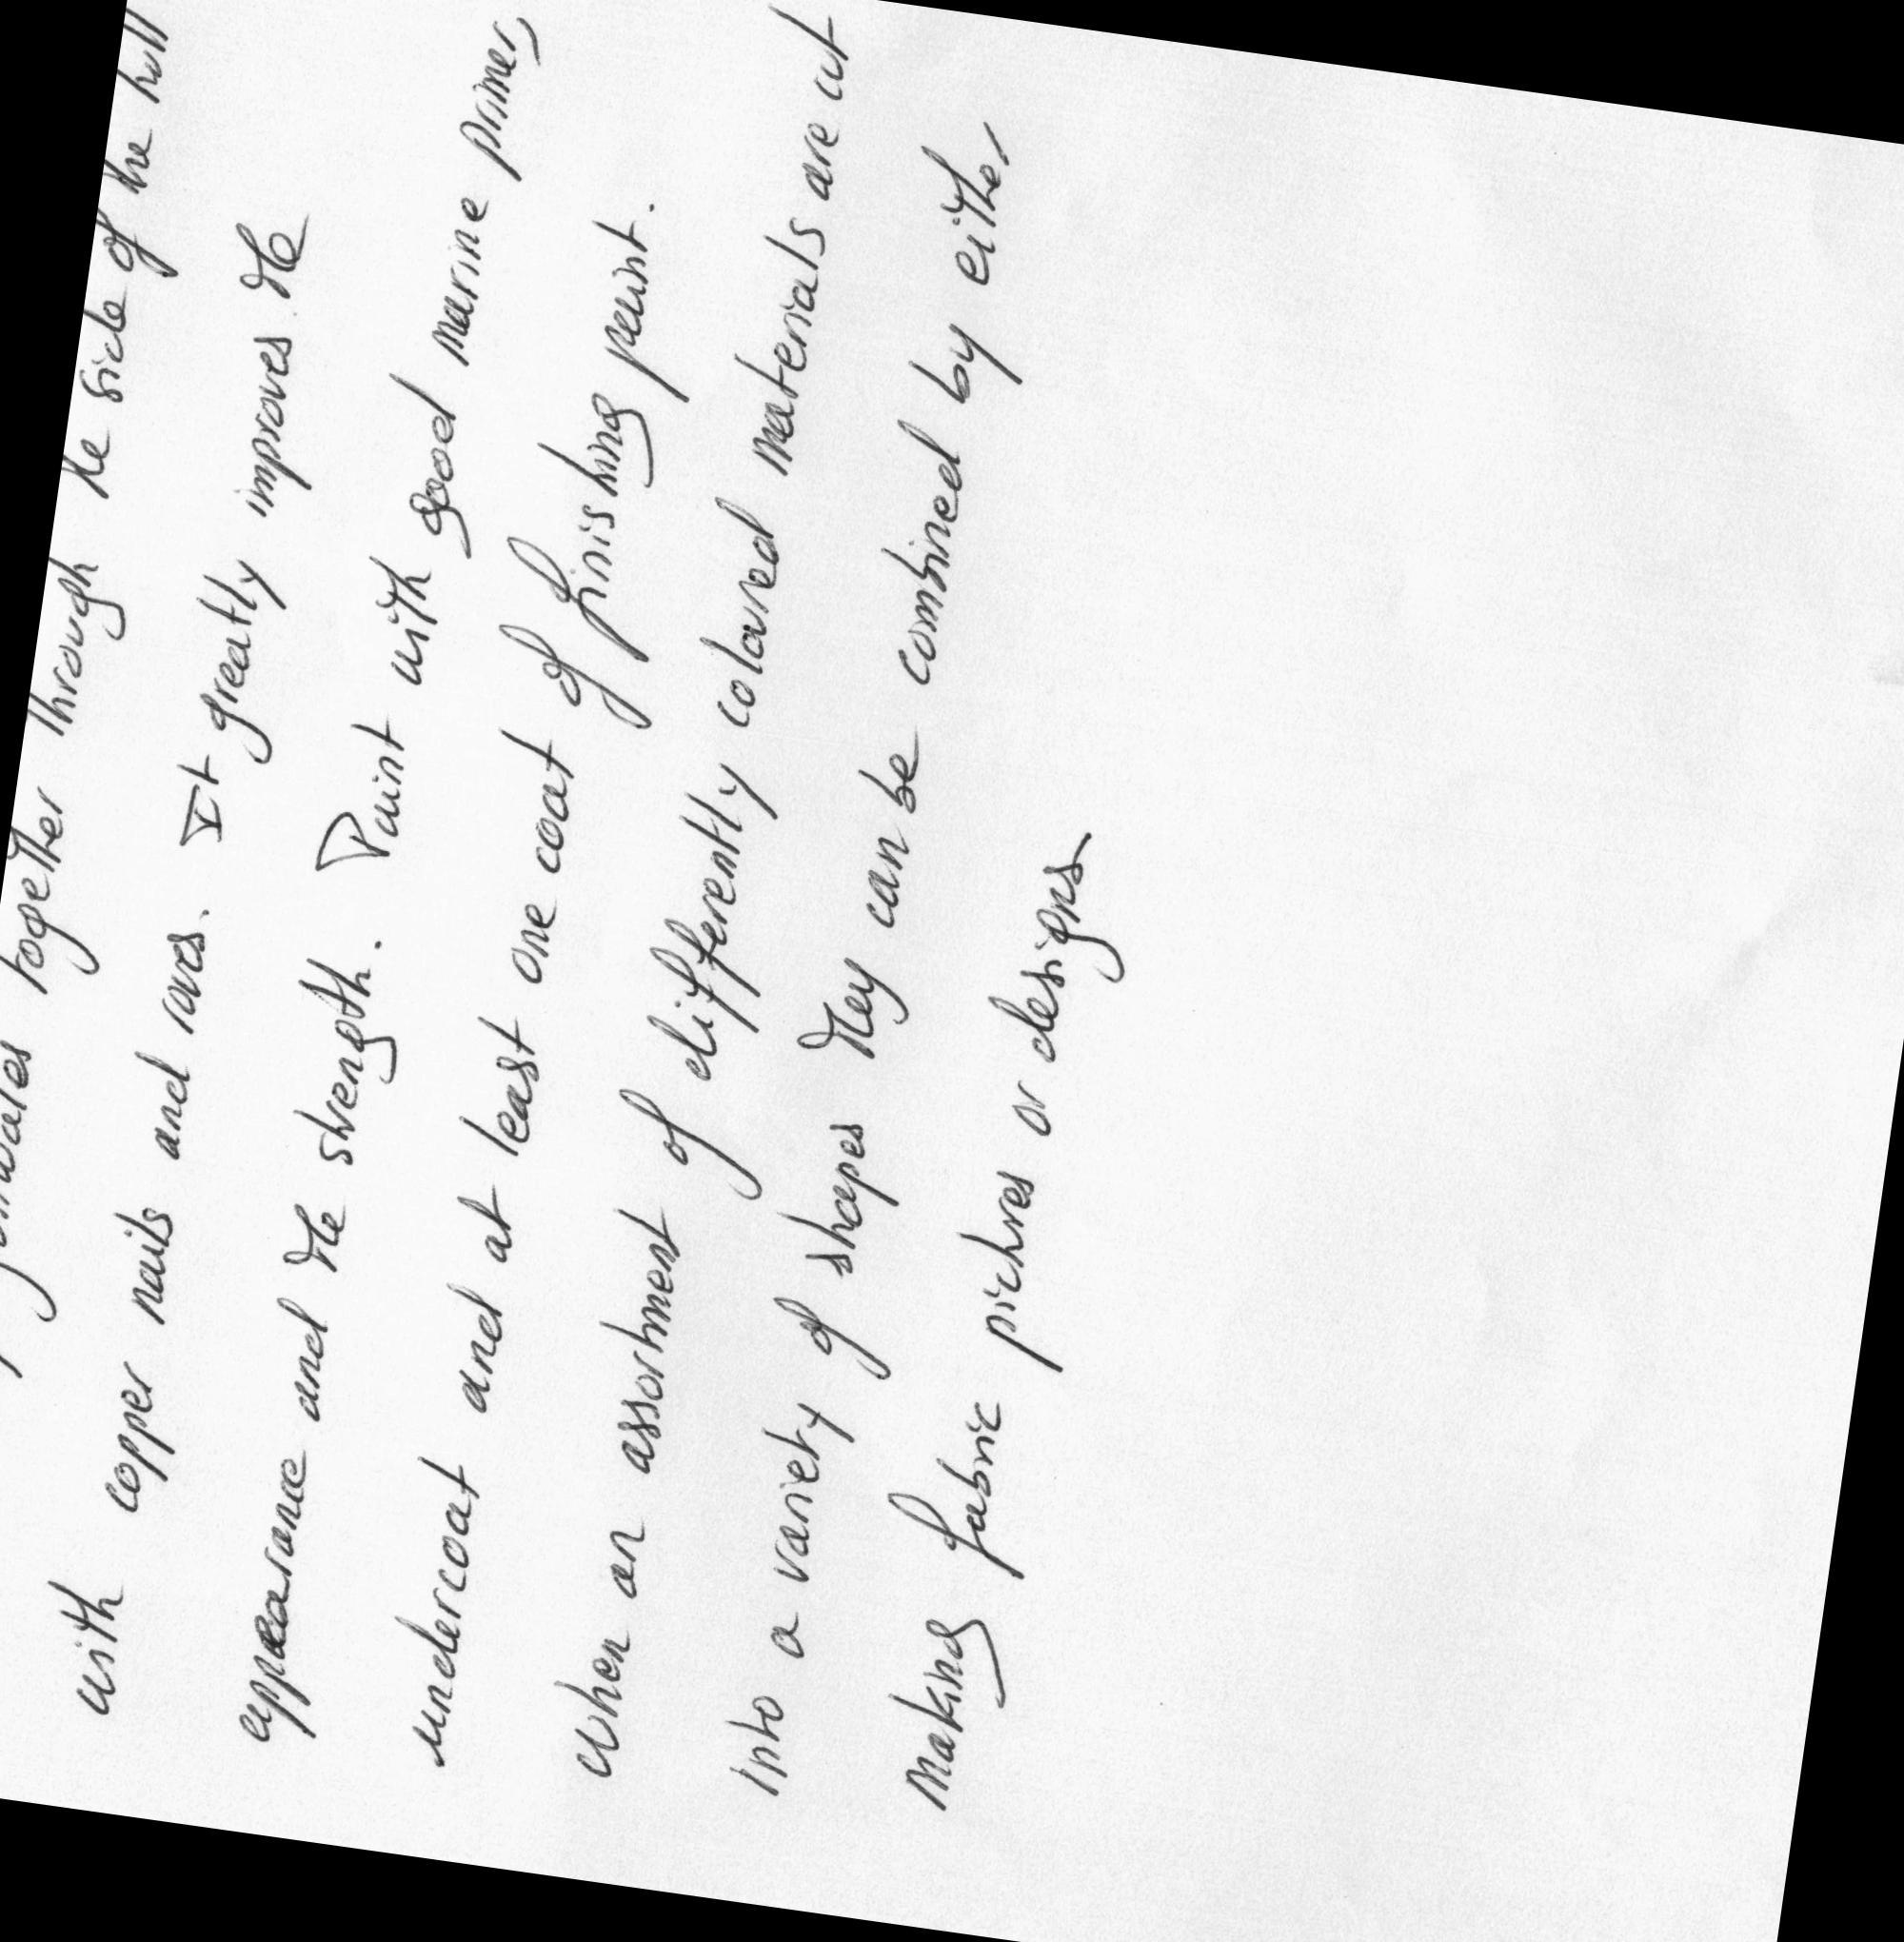 gunwales together through the side of the hull
with copper nails and roves. It greatly improves the
appearance and the strength. Paint with good marine primer,
undercoat and at least one coat of finishing paint.
When an assortment of differently coloured materials are cut
into a variety of shapes they can be combined by either
making fabric pictures or designs